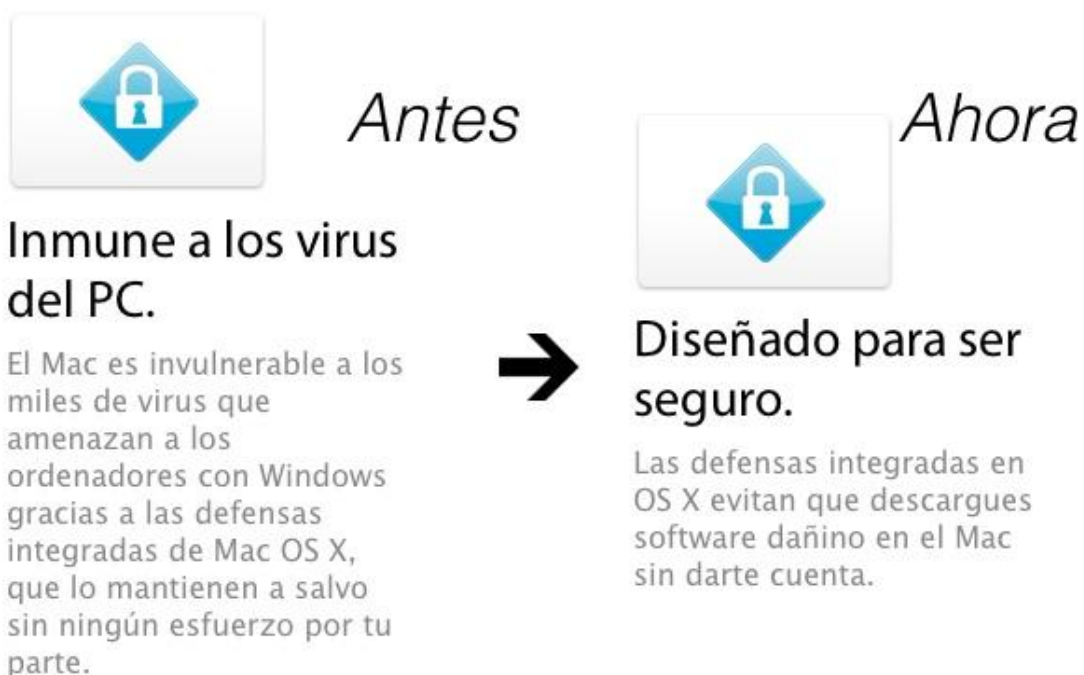 Antes
Inmune a los virus
del PC.
El Mac es invulnerable a los
miles de virus que
amenazan a los
ordenadores con Windows
gracias a las defensas
integradas de Mac OS X,
que lo mantienen a salvo
sin ningún esfuerzo por tu
parte.
Ahora
Diseñado para ser
seguro.
Las defensas integradas en
OS X evitan que descargues
software dañino en el Mac
sin darte cuenta.